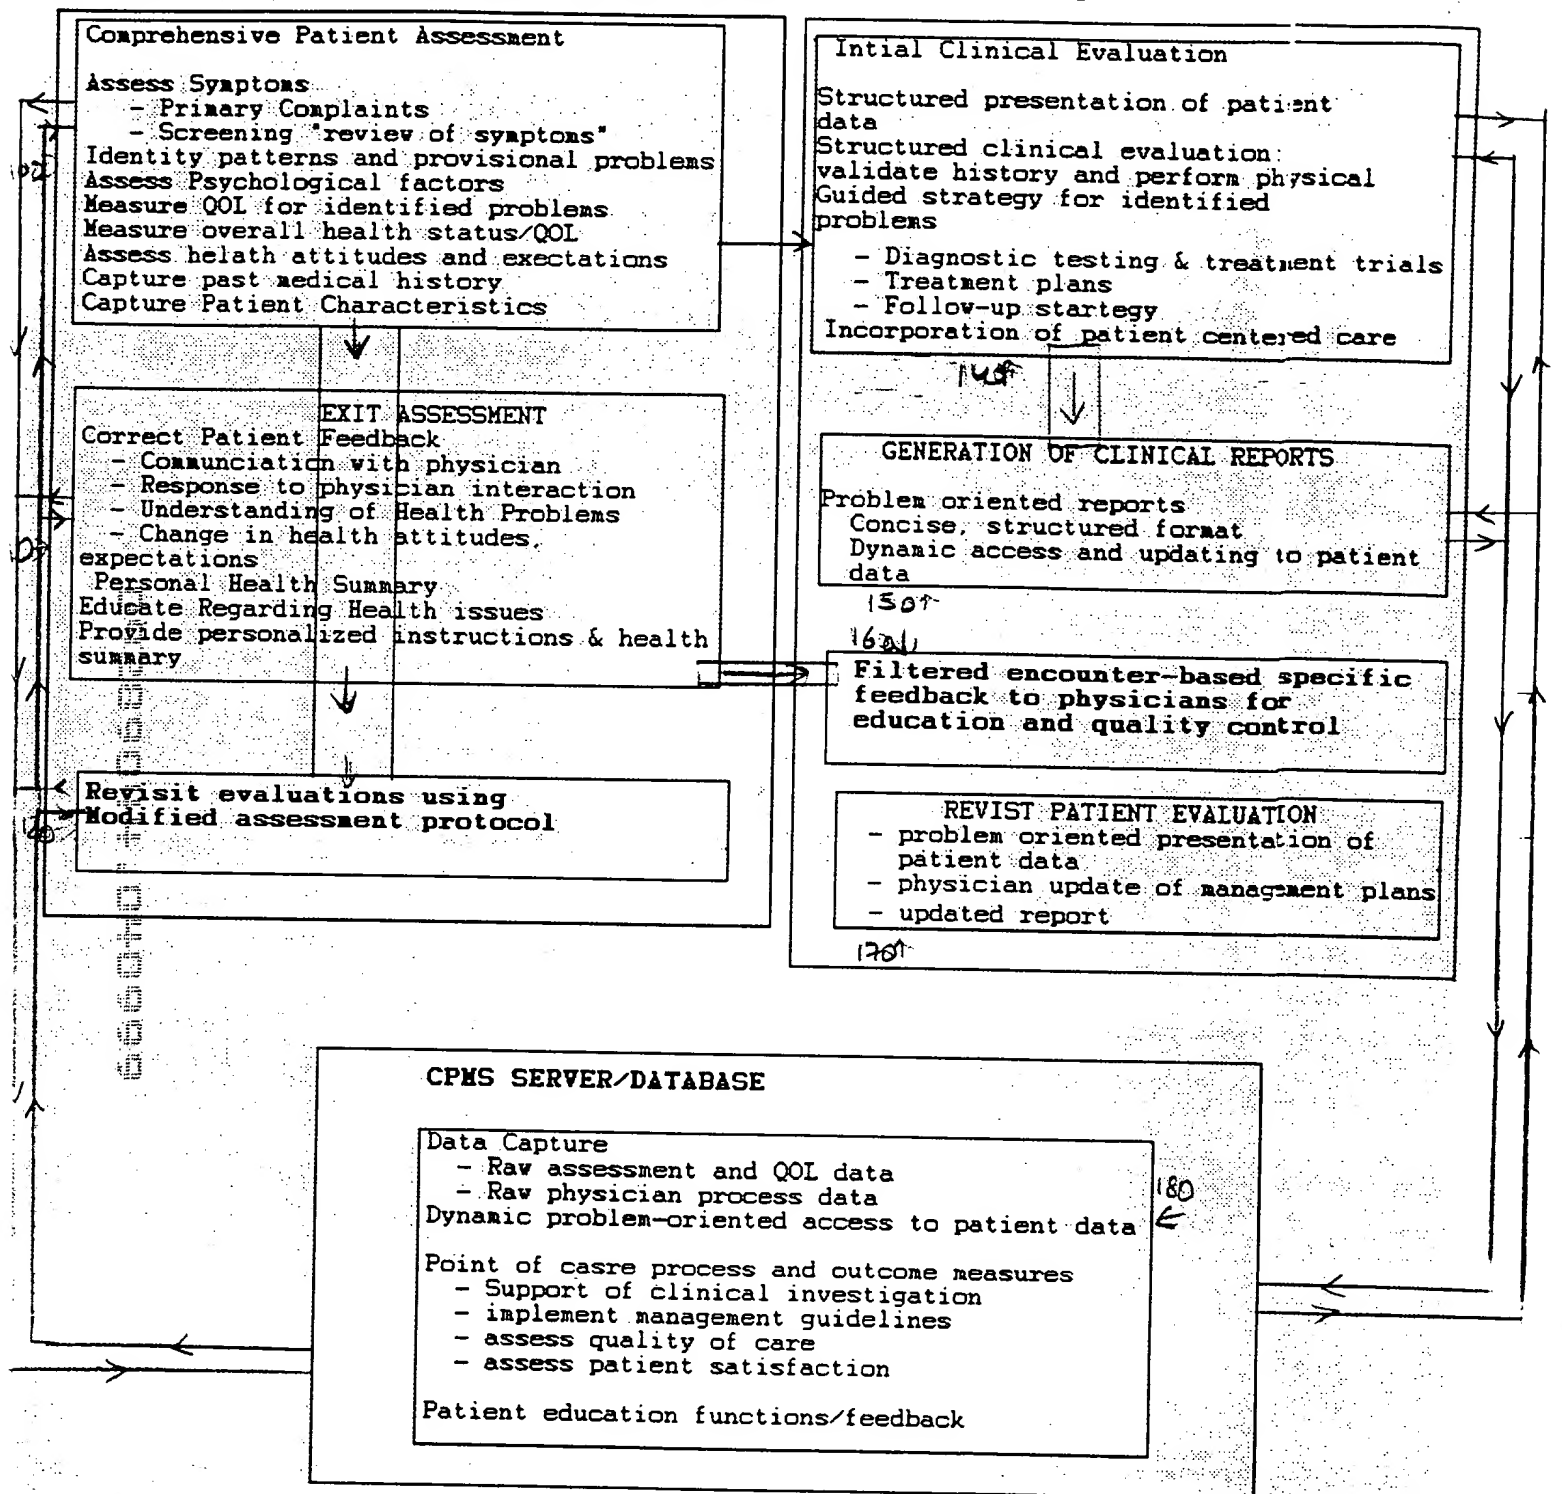 Comprehensive Patient Assessment
Assess Symptoms
- Primary Complaints
- Screening "review of symptoms"
Identity patterns and provisional problems
Assess Psychological factors
Measure QOL for identified problems
Measure overall health status/QOL
Assess helath attitudes and exectations
Capture past medical history
Capture Patient Characteristics
EXIT ASSESSMENT
Correct Patient Feedback
- Communciation with physician
- Response to physician interaction
- Understanding of Health Problems
- Change in health attitudes,
expectations
Personal Health Summary
Educate Regarding Health issues
Provide personalized instructions & health
summary
Revisit evaluations using
Modified assessment protocol
Intial Clinical Evaluation
Structured presentation of patient
data
Structured clinical evaluation:
validate history and perform physical
Guided strategy for identified
problems
- Diagnostic testing & treatment trials
- Treatment plans
- Follow-up startegy
Incorporation of patient centered care
140
GENERATION OF CLINICAL REPORTS
Problem oriented reports
Concise, structured format
Dynamic access and updating to patient
data
150
160
Filtered encounter-based specific
feedback to physicians for
education and quality control
REVIST PATIENT EVALUATION
- problem oriented presentation of
patient data
- physician update of management plans
- updated report
170
CPMS SERVER/DATABASE
Data Capture
- Raw assessment and QOL data
- Raw physician process data
Dynamic problem-oriented access to patient data
180
Point of casre process and outcome measures
- Support of clinical investigation
- implement management guidelines
- assess quality of care
- assess patient satisfaction
Patient education functions/feedback